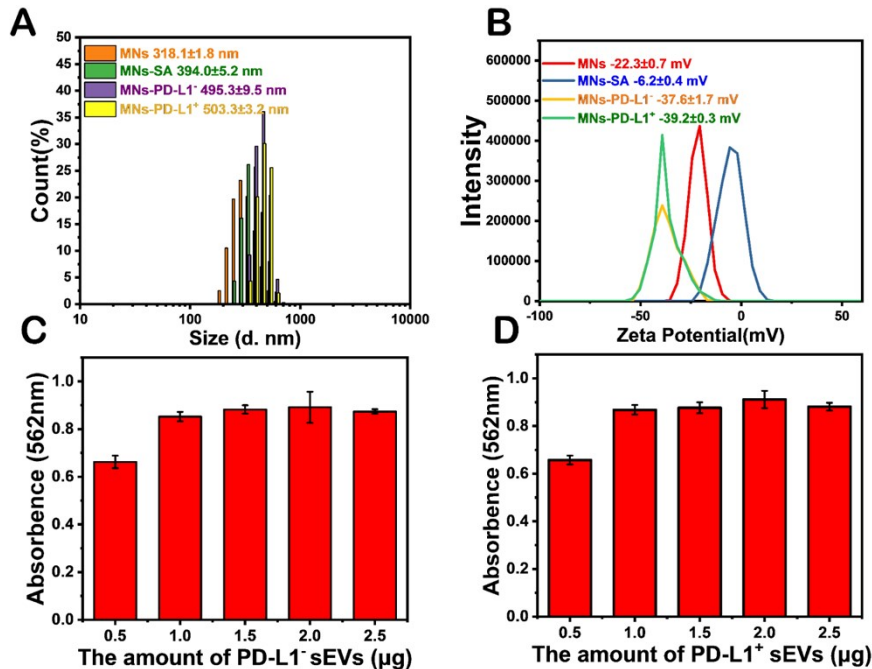 A
MNs 318.1±1.8 nm
MNs-SA 394.0±5.2 nm
MNs-PD-L1⁻ 495.3±9.5 nm
MNs-PD-L1⁺ 503.3±3.2 nm
Count(%)
50
45
40
35
30
25
20
15
10
5
0
10 100 1000 10000
Size (d. nm)
B
MNs -22.3±0.7 mV
MNs-SA -6.2±0.4 mV
MNs-PD-L1⁻ -37.6±1.7 mV
MNs-PD-L1⁺ -39.2±0.3 mV
Intensity
600000
500000
400000
300000
200000
100000
0
-100 -50 0 50
Zeta Potential(mV)
C
Absorbence (562nm)
1.0
0.8
0.6
0.4
0.2
0.0
0.5 1.0 1.5 2.0 2.5
The amount of PD-L1⁻ sEVs (µg)
D
Absorbence (562nm)
1.0
0.8
0.6
0.4
0.2
0.0
0.5 1.0 1.5 2.0 2.5
The amount of PD-L1⁺ sEVs (µg)